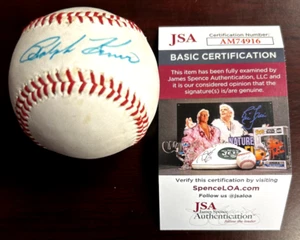 Ralph Kiner
JSA
Certification Number:
AM74916
BASIC CERTIFICATION
This item has been fully examined by
James Spence Authentication, LLC and
it is our considered opinion that the
signature(s) is/are genuine.
NATURE
Verify this certification by visiting
SpenceLOA.com
Follow us @jsaloa
JSA
James Spence
Authentication